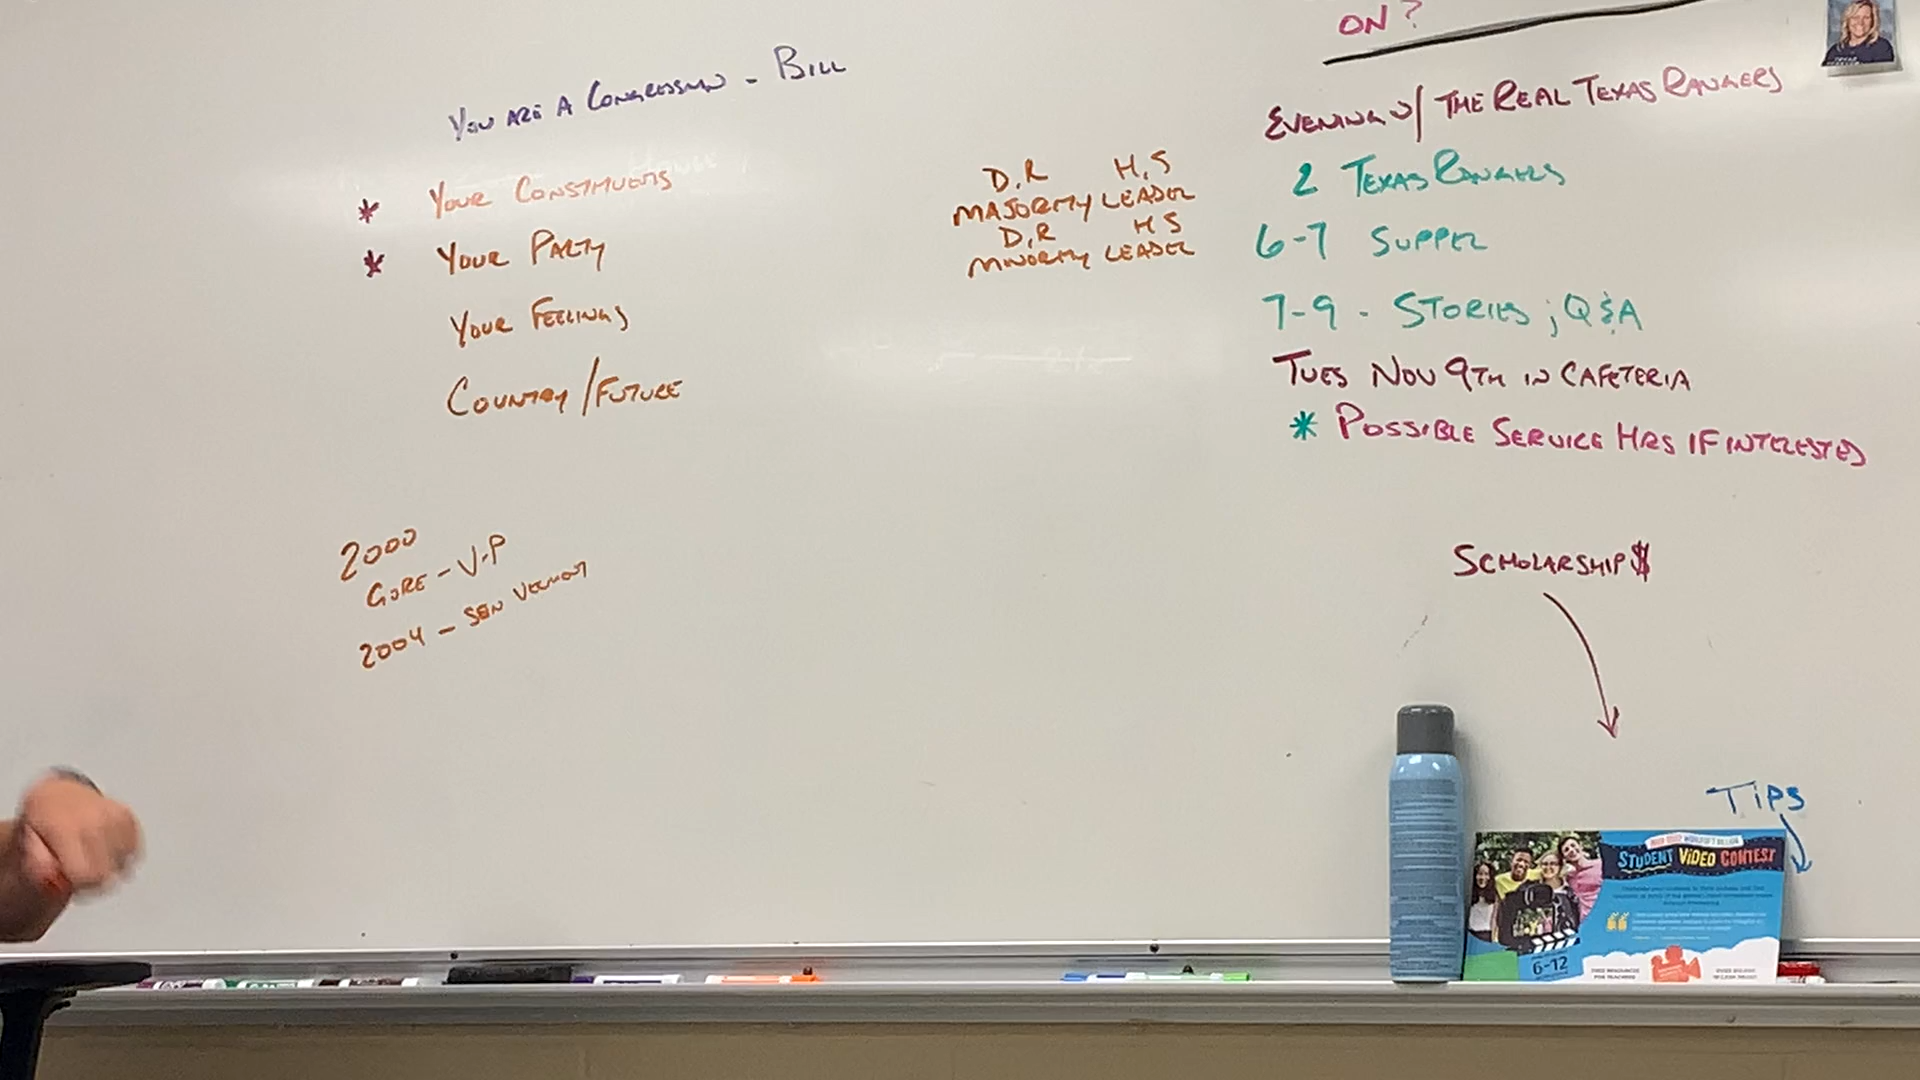 ON?
YOU ARE A CONGRESSMAN - BILL
* YOUR CONSTITUENTS
* YOUR PARTY
YOUR FEELINGS
COUNTRY/FUTURE
D,R H,S
MAJORITY LEADER
D,R H S
MINORITY LEADER
2000
GORE - V.P
2004 - SEN VERMONT
EVENING W/ THE REAL TEXAS RANGERS
2 TEXAS RANGERS
6-7 SUPPER
7-9 - STORIES; Q&A
TUES NOV 9TH IN CAFETERIA
* POSSIBLE SERVICE HRS IF INTERESTED
SCHOLARSHIP$
TIPS
STUDENT VIDEO CONTEST
6-12